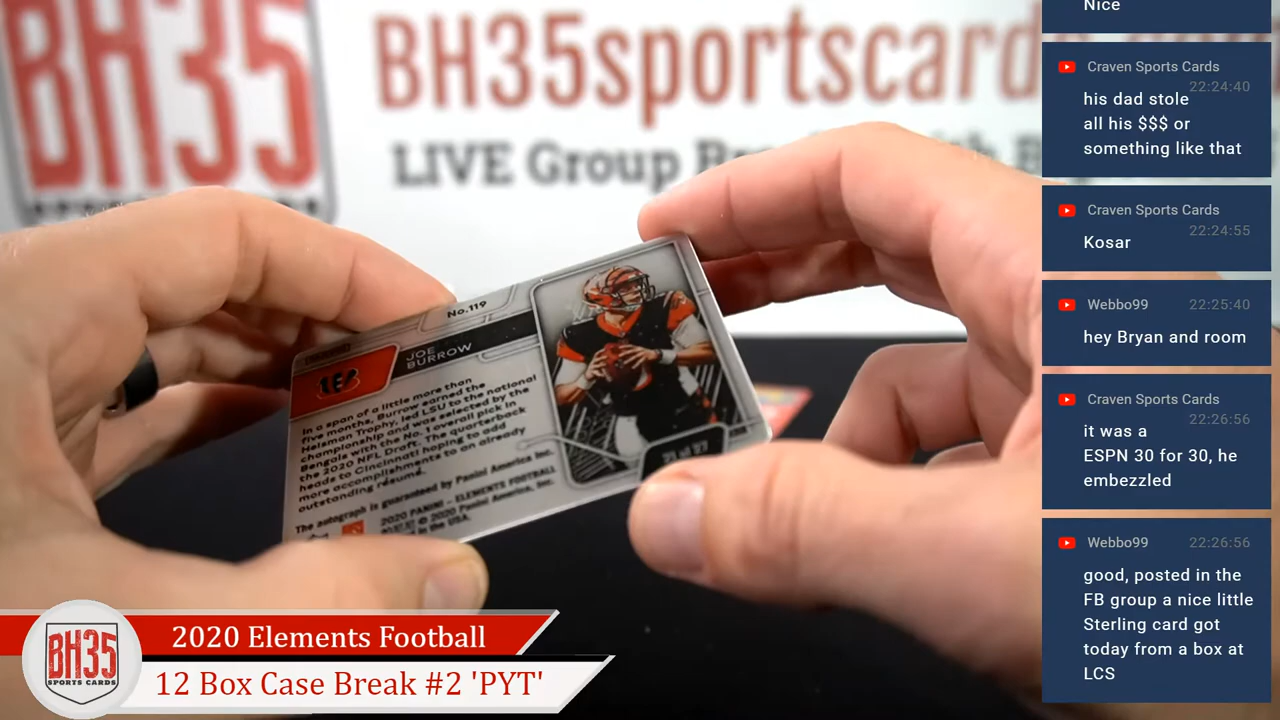 BH35
SPORTS CARDS
BH35sportscards.com
LIVE Group
No.119
JOE
BURROW
In a span of a little more than
five months, Burrow earned the
Heisman Trophy, led LSU to the national
championship and was selected by the
Bengals with the No. 1 overall pick in
the 2020 NFL Draft. The quarterback
heads to Cincinnati hoping to add
more accomplishments to an already
outstanding résumé.
The autograph is guaranteed by Panini America Inc.
2020 PANINI – ELEMENTS FOOTBALL
© 2020 Panini America, Inc.
in the USA.
BH35
SPORTS CARDS
2020 Elements Football
12 Box Case Break #2 'PYT'
Nice
Craven Sports Cards
22:24:40
his dad stole
all his $$$ or
something like that
Craven Sports Cards
22:24:55
Kosar
Webbo99
22:25:40
hey Bryan and room
Craven Sports Cards
22:26:56
it was a
ESPN 30 for 30, he
embezzled
Webbo99
22:26:56
good, posted in the
FB group a nice little
Sterling card got
today from a box at
LCS